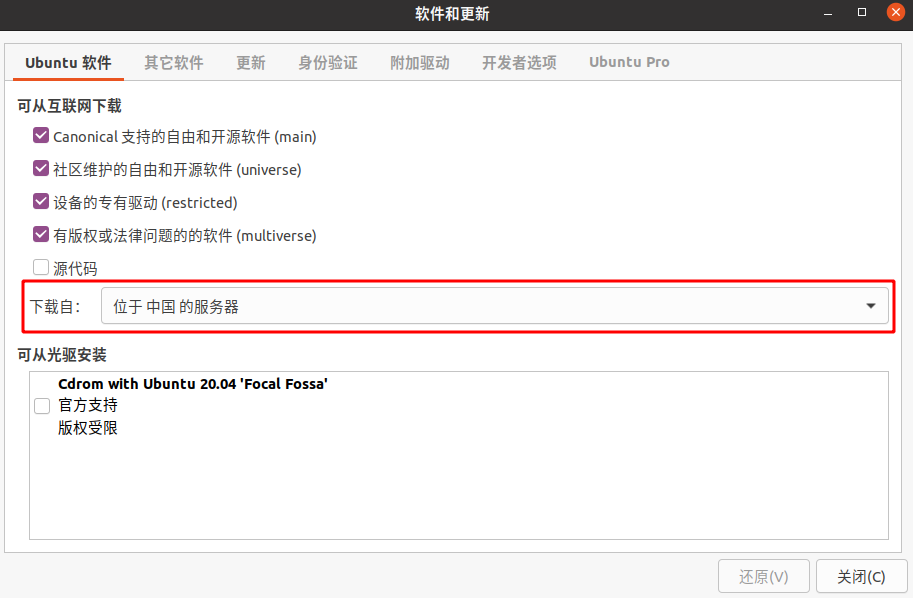 软件和更新
Ubuntu 软件 其它软件 更新 身份验证 附加驱动 开发者选项 Ubuntu Pro
可从互联网下载
Canonical 支持的自由和开源软件 (main)
社区维护的自由和开源软件 (universe)
设备的专有驱动 (restricted)
有版权或法律问题的的软件 (multiverse)
源代码
下载自： 位于 中国 的服务器
可从光驱安装
Cdrom with Ubuntu 20.04 'Focal Fossa'
官方支持
版权受限
还原(V) 关闭(C)